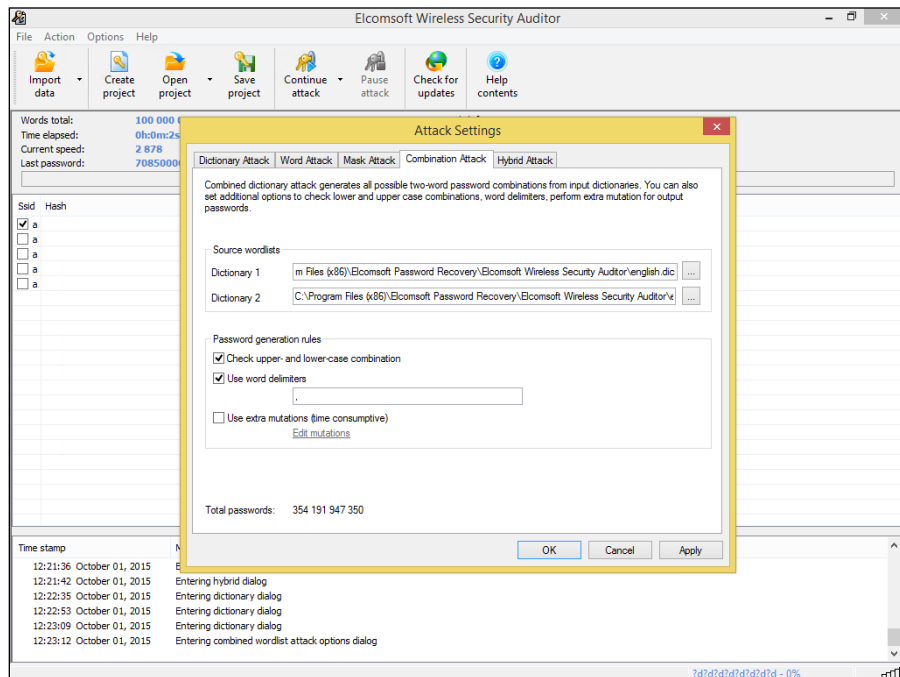 Elcomsoft Wireless Security Auditor
File Action Options Help
Import data
Create project
Open project
Save project
Continue attack
Pause attack
Check for updates
Help contents
Words total: 100 000
Time elapsed: 0h:0m:2s
Current speed: 2 878
Last password: 7085000
Ssid Hash
a
a
a
a
a
Attack Settings
Dictionary Attack Word Attack Mask Attack Combination Attack Hybrid Attack
Combined dictionary attack generates all possible two-word password combinations from input dictionaries. You can also
set additional options to check lower and upper case combinations, word delimiters, perform extra mutation for output
passwords.
Source wordlists
Dictionary 1 m Files (x86)\Elcomsoft Password Recovery\Elcomsoft Wireless Security Auditor\english.dic ...
Dictionary 2 C:\Program Files (x86)\Elcomsoft Password Recovery\Elcomsoft Wireless Security Auditor\e ...
Password generation rules
Check upper- and lower-case combination
Use word delimiters
Use extra mutations (time consumptive)
Edit mutations
Total passwords: 354 191 947 350
OK Cancel Apply
Time stamp
12:21:36 October 01, 2015
12:21:42 October 01, 2015 Entering hybrid dialog
12:22:35 October 01, 2015 Entering dictionary dialog
12:22:53 October 01, 2015 Entering dictionary dialog
12:23:09 October 01, 2015 Entering dictionary dialog
12:23:12 October 01, 2015 Entering combined wordlist attack options dialog
?d?d?d?d?d?d?d?d - 0%